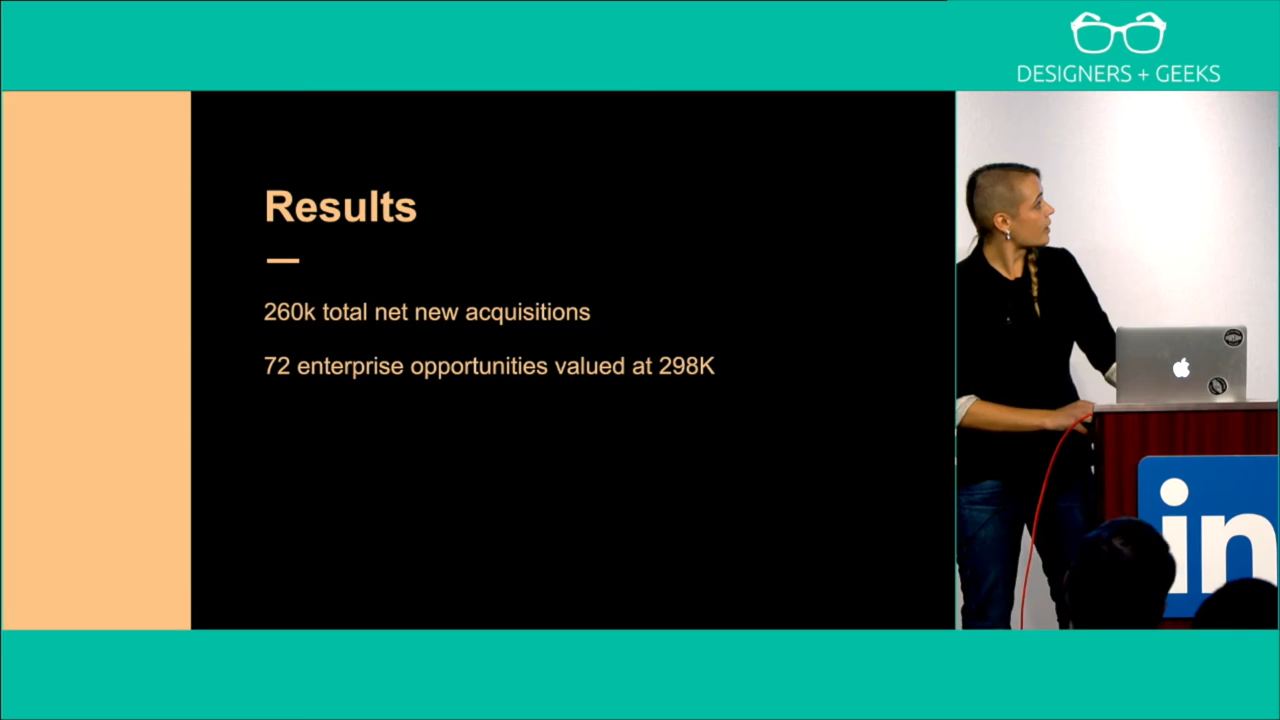 DESIGNERS + GEEKS
Results
260k total net new acquisitions
72 enterprise opportunities valued at 298K
in